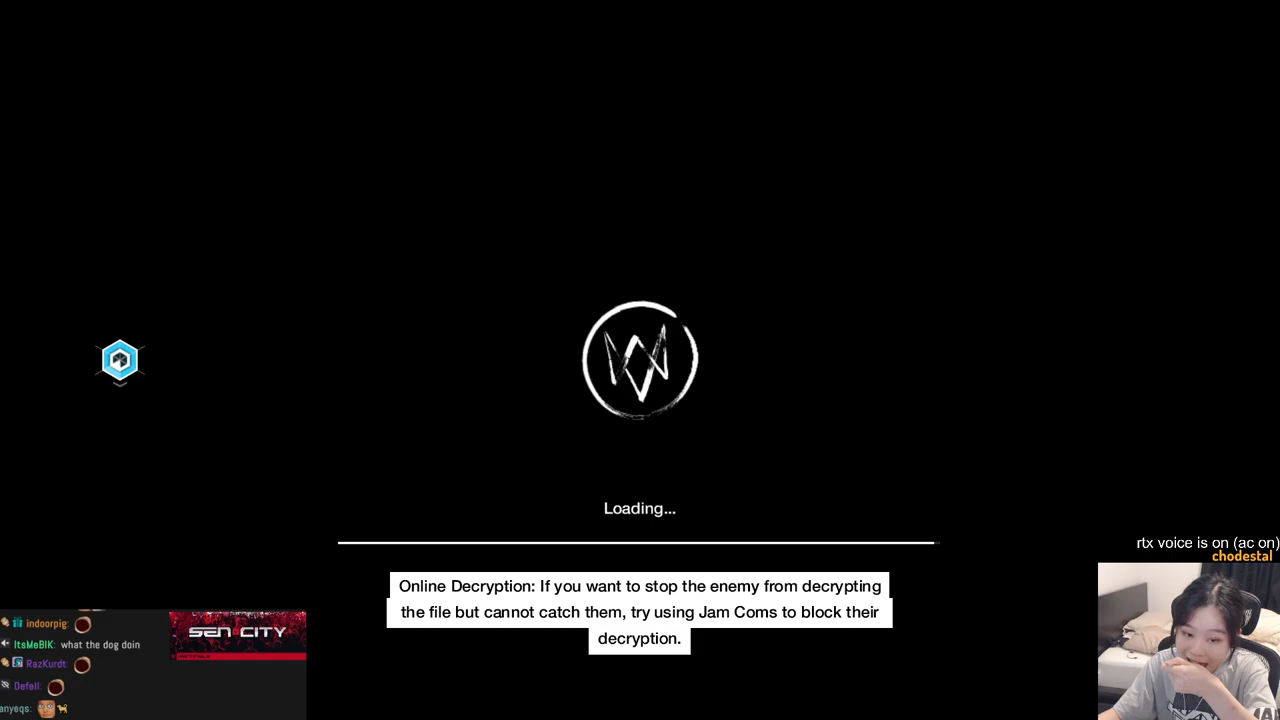 Loading...
rtx voice is on (ac on)
chodestal
Online Decryption: If you want to stop the enemy from decrypting
the file but cannot catch them, try using Jam Coms to block their
decryption.
indoorpig:
ItsMeBIK: what the dog doin
RazKurdt:
Defell:
anyeqs:
SEN CITY